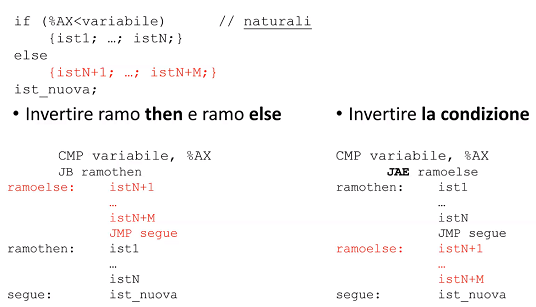 if (%AX<variabile) // naturali
{ist1; …; istN;}
else
{istN+1; …; istN+M;}
ist_nuova;
• Invertire ramo then e ramo else
CMP variabile, %AX
JB ramothen
ramoelse: istN+1
…
istN+M
JMP segue
ramothen: ist1
…
istN
segue: ist_nuova
• Invertire la condizione
CMP variabile, %AX
JAE ramoelse
ramothen: ist1
…
istN
JMP segue
ramoelse: istN+1
…
istN+M
segue: ist_nuova